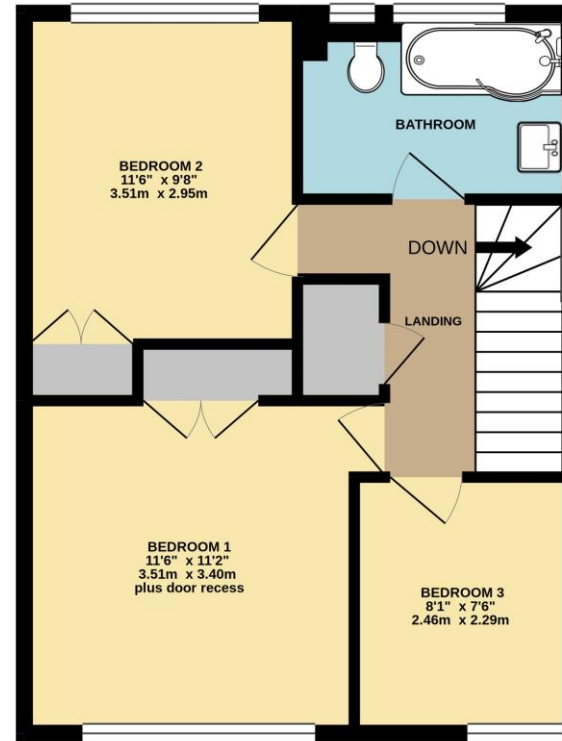 BATHROOM
BEDROOM 2
11'6" x 9'8"
3.51m x 2.95m
DOWN
LANDING
BEDROOM 1
11'6" x 11'2"
3.51m x 3.40m
plus door recess
BEDROOM 3
8'1" x 7'6"
2.46m x 2.29m